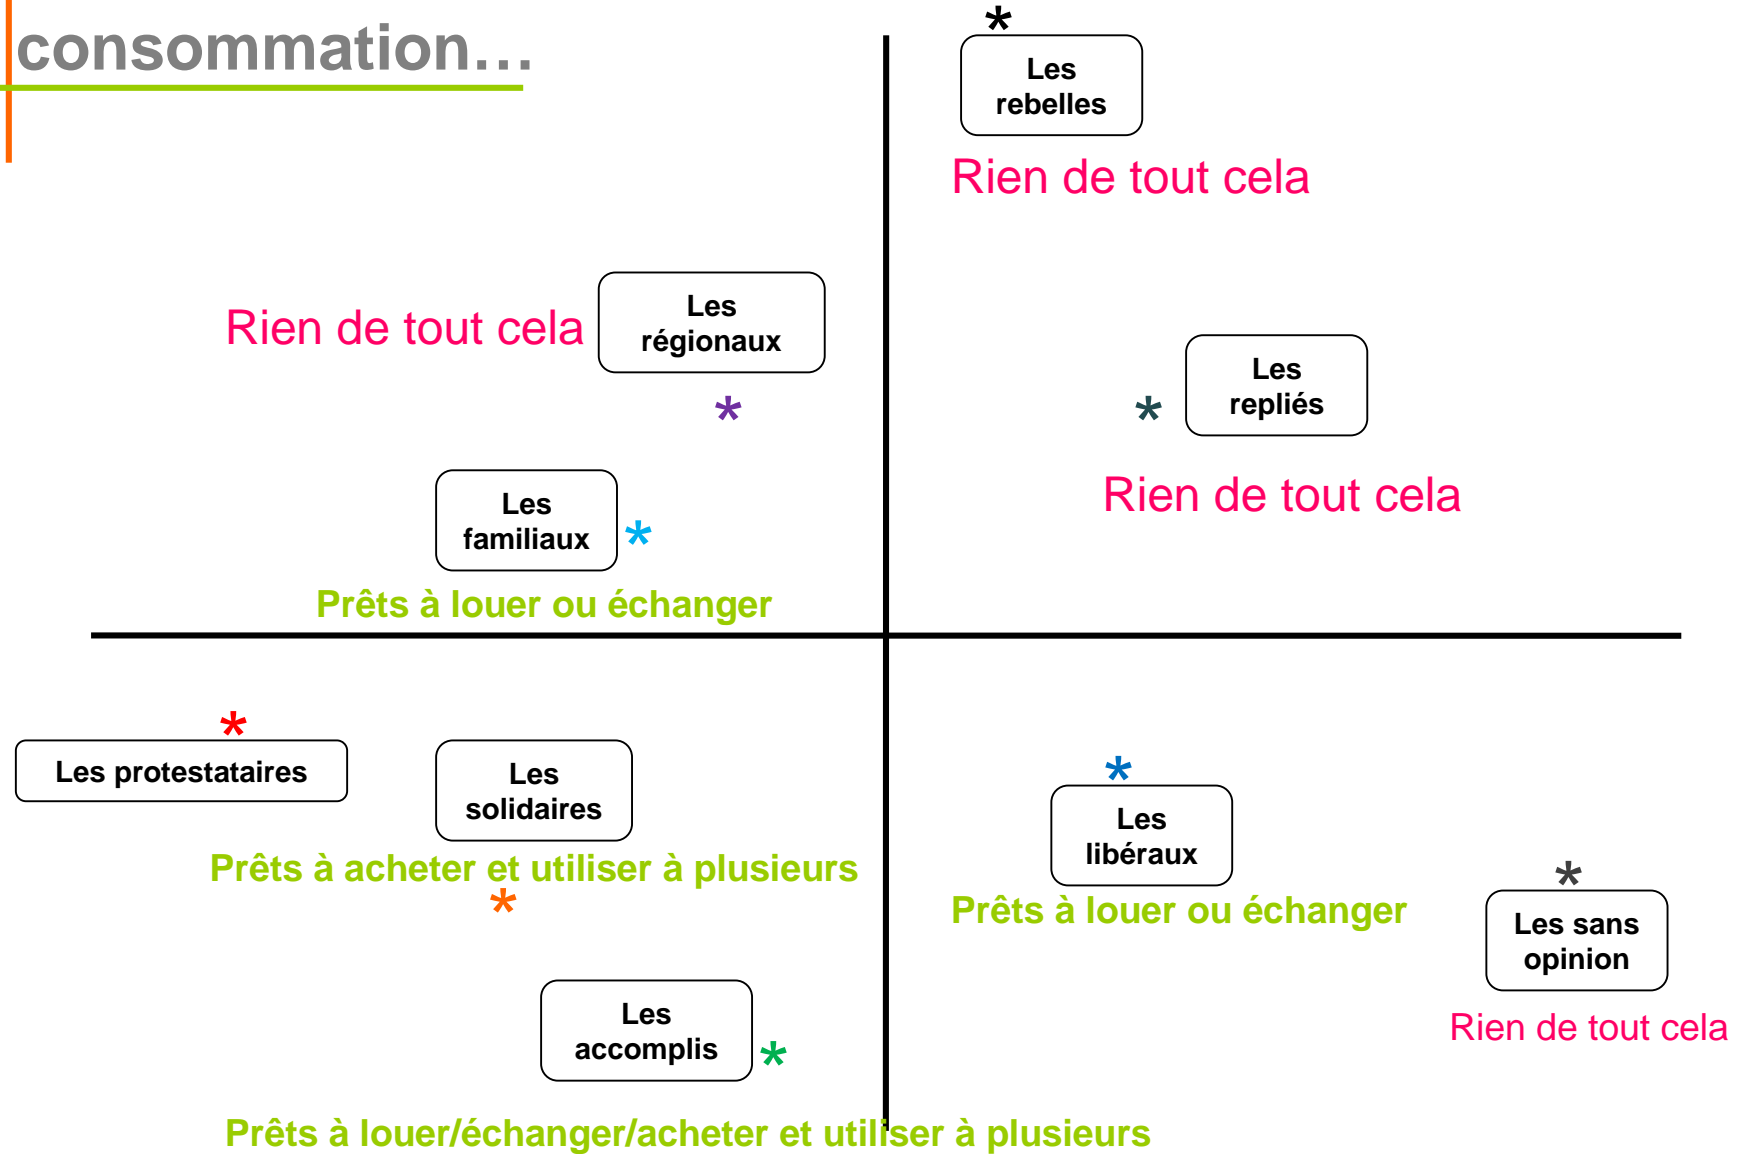 consommation…
*
Les
rebelles
Rien de tout cela
Rien de tout cela
Les
régionaux
*
Les
repliés
*
Rien de tout cela
Les
familiaux
*
Prêts à louer ou échanger
*
Les protestataires
Les
solidaires
Prêts à acheter et utiliser à plusieurs
*
*
Les
libéraux
Prêts à louer ou échanger
*
Les sans
opinion
Rien de tout cela
Les
accomplis
*
Prêts à louer/échanger/acheter et utiliser à plusieurs